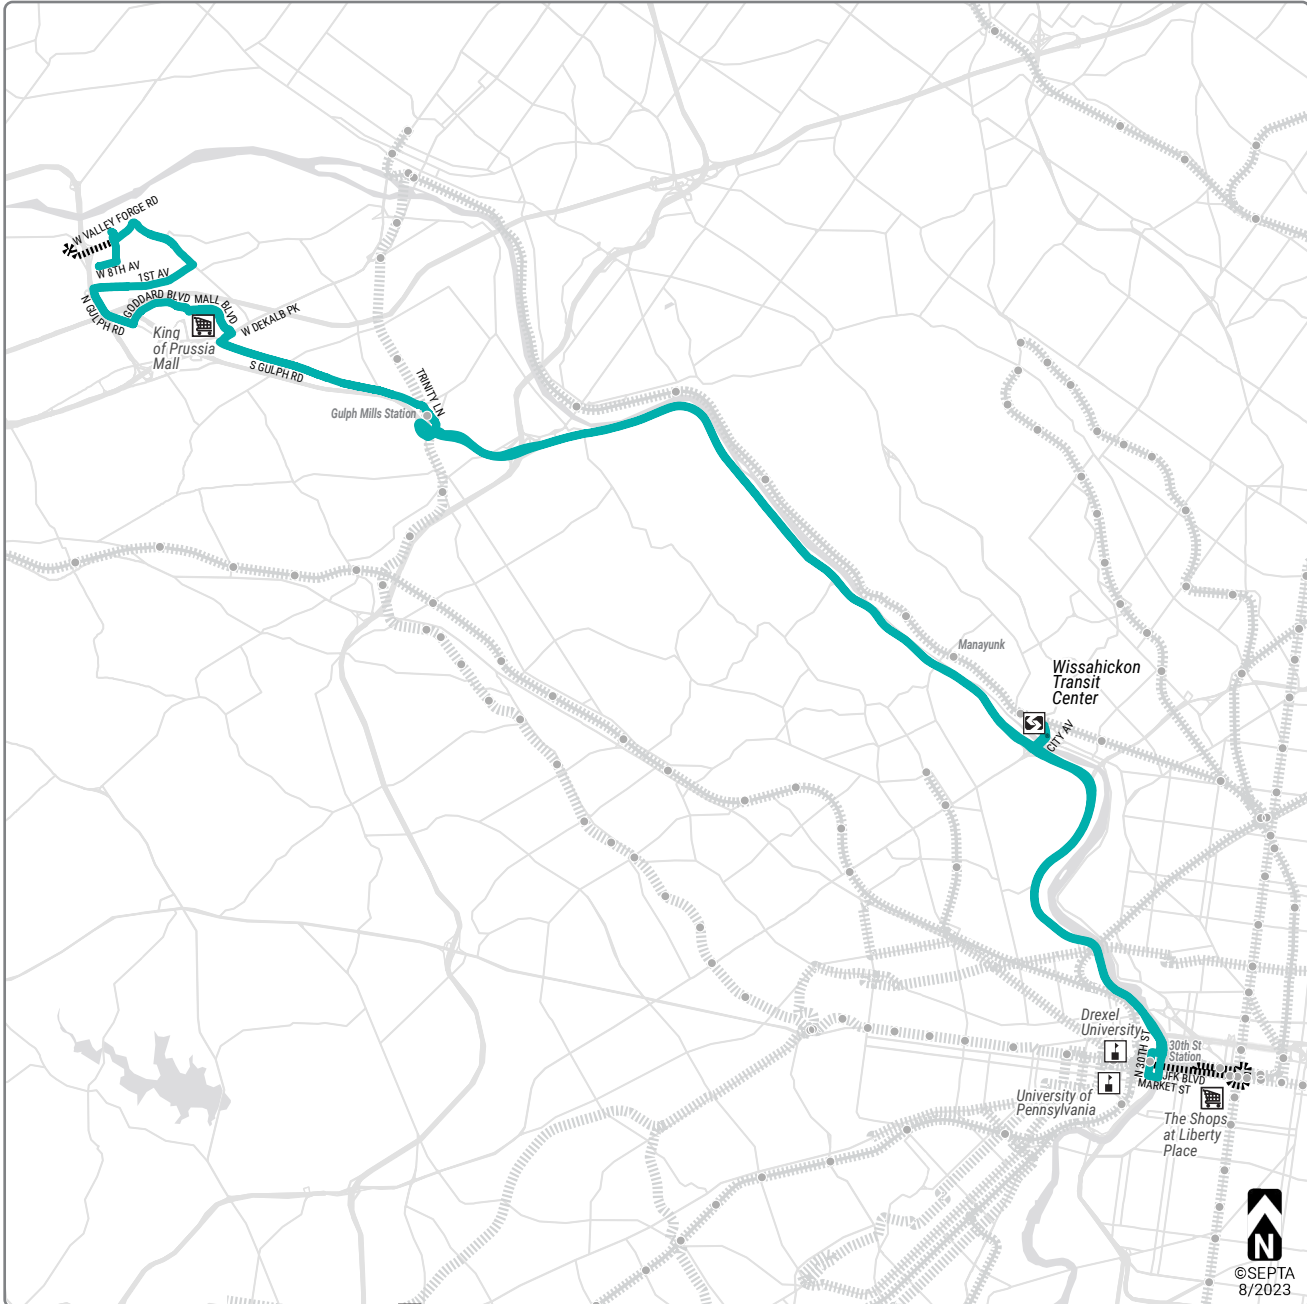 W VALLEY FORGE RD
W 8TH AV
1ST AV
N GULPH RD
GODDARD BLVD
MALL BLVD
W DEKALB PK
King
of Prussia
Mall
S GULPH RD
TRINITY LN
Gulph Mills Station
Manayunk
Wissahickon
Transit
Center
CITY AV
Drexel
University
N 30TH ST
30th St
Station
JFK BLVD
MARKET ST
University of
Pennsylvania
The Shops
at Liberty
Place
N
©SEPTA
8/2023